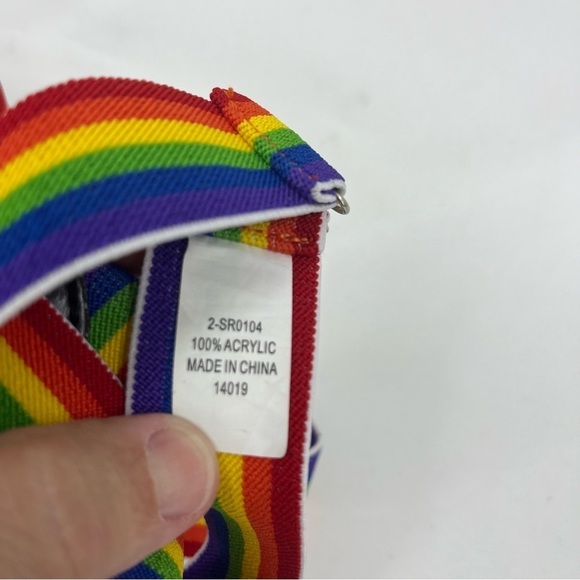 2-SR0104
100% ACRYLIC
MADE IN CHINA
14019